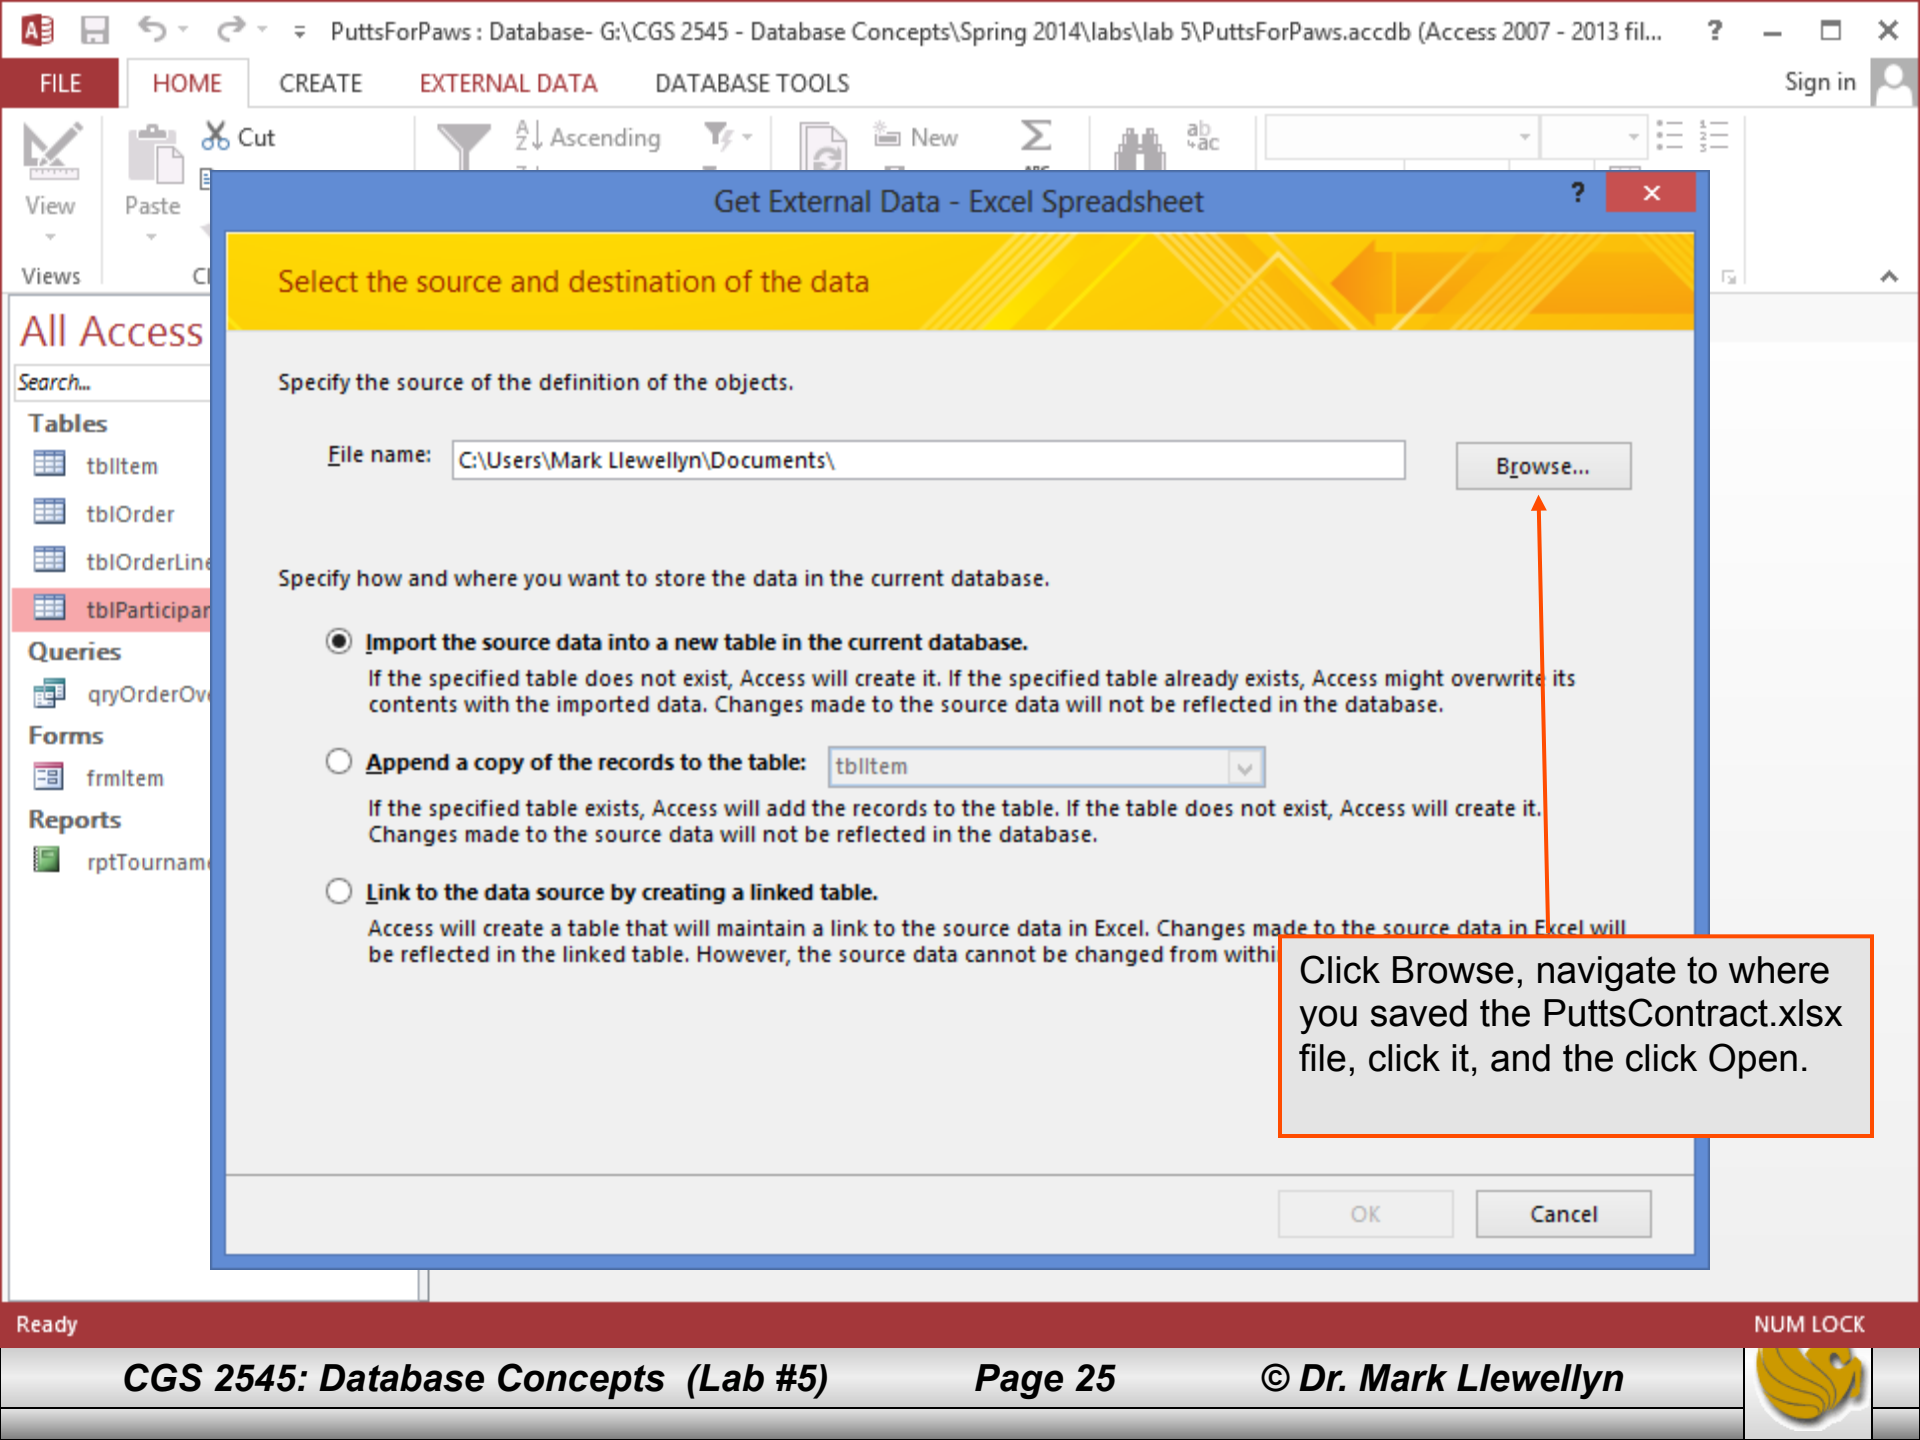 PuttsForPaws : Database- G:\CGS 2545 - Database Concepts\Spring 2014\labs\lab 5\PuttsForPaws.accdb (Access 2007 - 2013 fil...
FILE HOME CREATE EXTERNAL DATA DATABASE TOOLS Sign in
Cut Ascending New
View Paste
Views
Get External Data - Excel Spreadsheet
Select the source and destination of the data
All Access
Search...
Tables
tblItem
tblOrder
tblOrderLine
tblParticipan
Queries
qryOrderOve
Forms
frmItem
Reports
rptTourname
Specify the source of the definition of the objects.
File name: C:\Users\Mark Llewellyn\Documents\ Browse...
Specify how and where you want to store the data in the current database.
Import the source data into a new table in the current database.
If the specified table does not exist, Access will create it. If the specified table already exists, Access might overwrite its
contents with the imported data. Changes made to the source data will not be reflected in the database.
Append a copy of the records to the table: tblItem
If the specified table exists, Access will add the records to the table. If the table does not exist, Access will create it.
Changes made to the source data will not be reflected in the database.
Link to the data source by creating a linked table.
Access will create a table that will maintain a link to the source data in Excel. Changes made to the source data in Excel will
be reflected in the linked table. However, the source data cannot be changed from withi
Click Browse, navigate to where
you saved the PuttsContract.xlsx
file, click it, and the click Open.
OK Cancel
Ready NUM LOCK
CGS 2545: Database Concepts (Lab #5) Page 25 © Dr. Mark Llewellyn